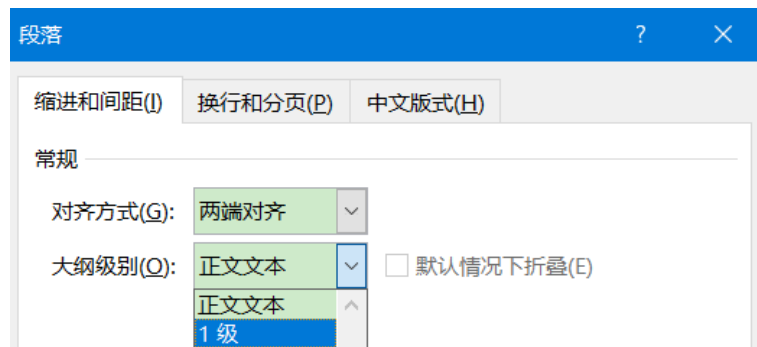 段落 ? ×
缩进和间距(I) 换行和分页(P) 中文版式(H)
常规
对齐方式(G): 两端对齐
大纲级别(O): 正文文本 默认情况下折叠(E)
正文文本
1 级